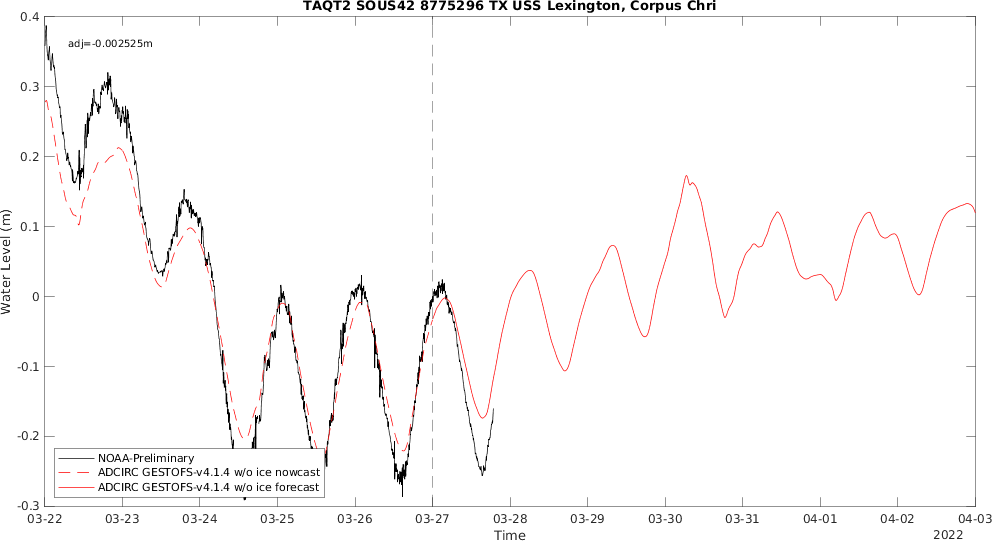 TAQT2 SOUS42 8775296 TX USS Lexington, Corpus Chri
adj=-0.002525m
0.4
0.3
0.2
0.1
0
-0.1
-0.2
-0.3
Water Level (m)
NOAA-Preliminary
ADCIRC GESTOFS-v4.1.4 w/o ice nowcast
ADCIRC GESTOFS-v4.1.4 w/o ice forecast
03-22 03-23 03-24 03-25 03-26 03-27 03-28 03-29 03-30 03-31 04-01 04-02 04-03
Time
2022